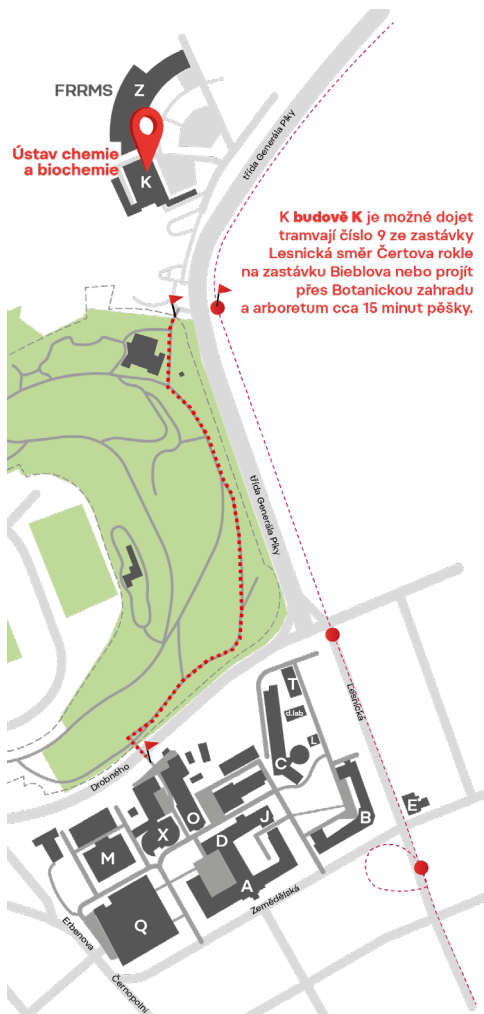 FRRMS
Z
Ústav chemie
a biochemie
K
třída Generála Píky
K budově K je možné dojet
tramvají číslo 9 ze zastávky
Lesnická směr Čertova rokle
na zastávku Bieblova nebo projít
přes Botanickou zahradu
a arboretum cca 15 minut pěšky.
třída Generála Píky
T
Lesnická
d.lab
L
C
Drobného
O
J
B
E
X
D
M
A
Zemědělská
Q
Erbenova
Černopolní